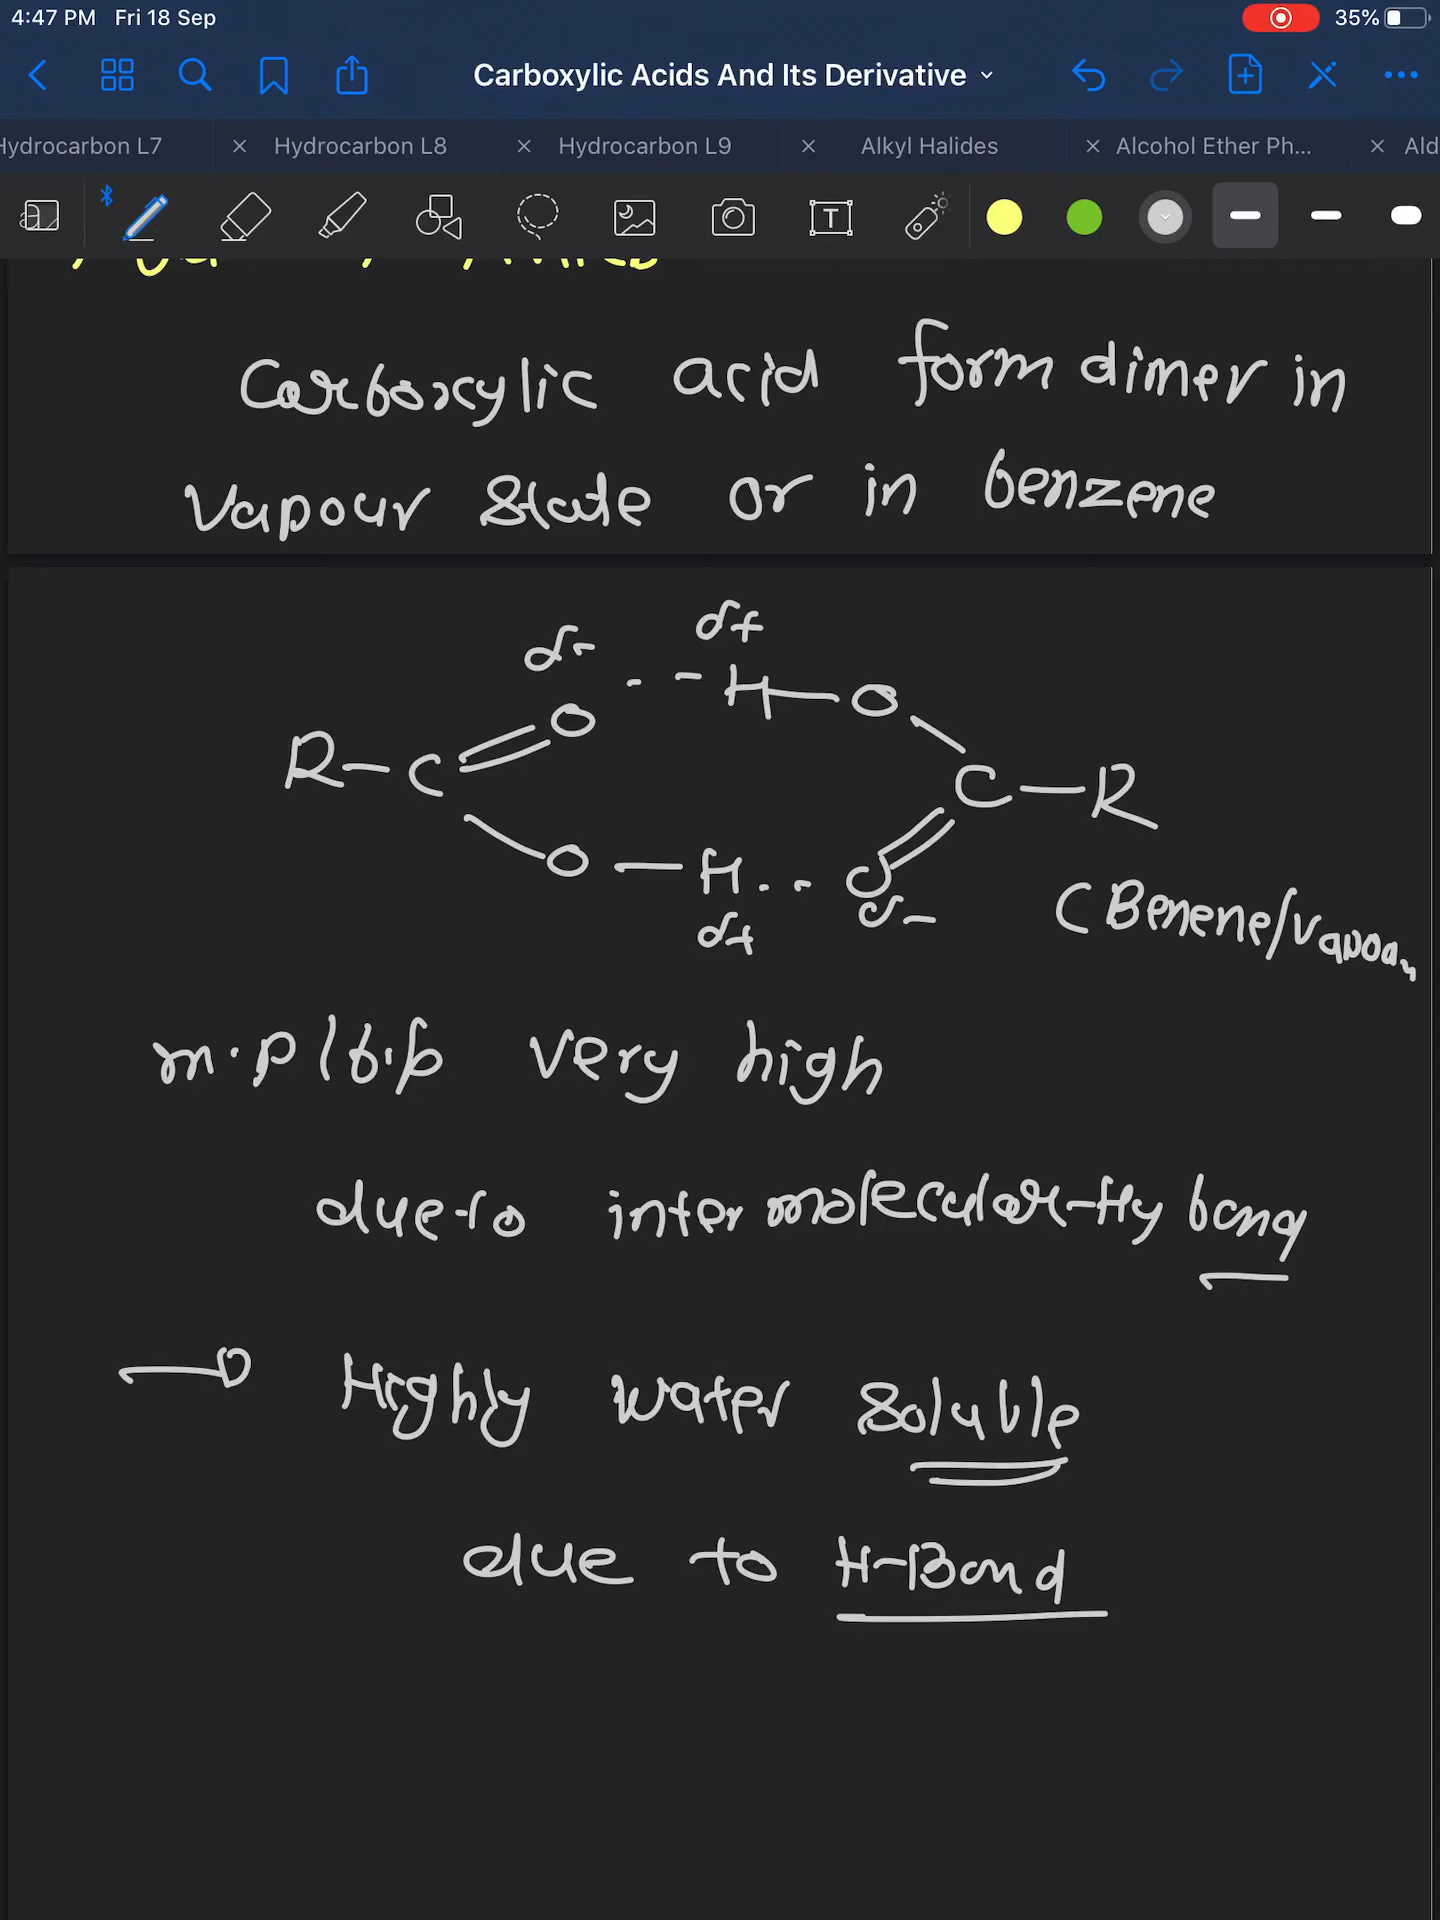 4:47 PM Fri 18 Sep 35%
Carboxylic Acids And Its Derivative
Hydrocarbon L7 × Hydrocarbon L8 × Hydrocarbon L9 × Alkyl Halides × Alcohol Ether Ph... × Ald
T
Carboxylic acid form dimer in
Vapour state or in benzene
δ- δ+
O - - H—O
R—C C—R
O—H - - O
δ+ δ-
(Benene/
m.p/b.p very high
due to inter molecular-Hy bond
Highly water soluble
due to H-Bond